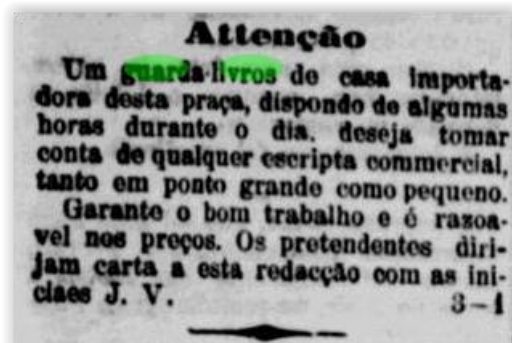 Attenção
Um guarda-livros de casa importa-
dora desta praça, dispondo de algumas
horas durante o dia, deseja tomar
conta de qualquer escripta commercial,
tanto em ponto grande como pequeno.
Garante o bom trabalho e é razoa-
vel nos preços. Os pretendentes diri-
jam carta a esta redacção com as ini-
ciaes J. V. 3-1